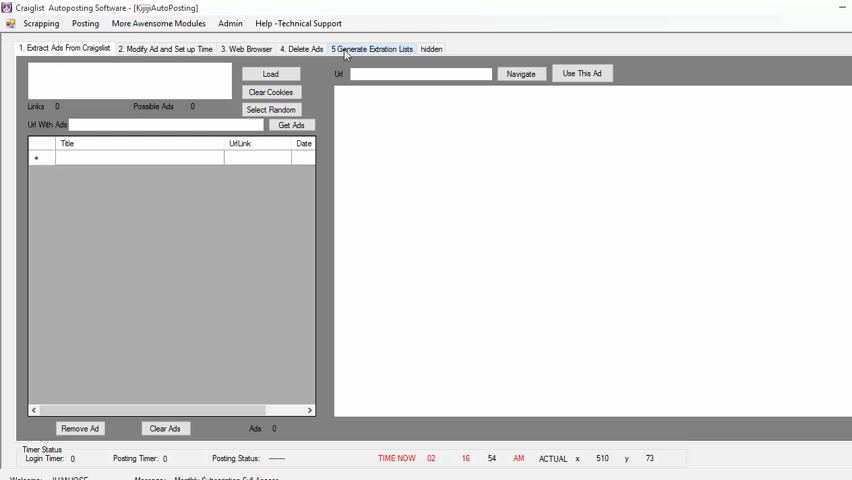 Craiglist Autoposting Software - [KijijiAutoPosting]
Scrapping Posting More Awensome Modules Admin Help -Technical Support
1. Extract Ads From Craigslist 2. Modify Ad and Set up Time 3. Web Browser 4. Delete Ads 5 Generate Extration Lists hidden
Load Url Navigate Use This Ad
Clear Cookies
Links 0 Possible Ads 0 Select Random
Url With Ads Get Ads
Title UrlLink Date
*
Remove Ad Clear Ads Ads 0
Timer Status
Login Timer: 0 Posting Timer: 0 Posting Status: ------ TIME NOW 02 16 54 AM ACTUAL x 510 y 73